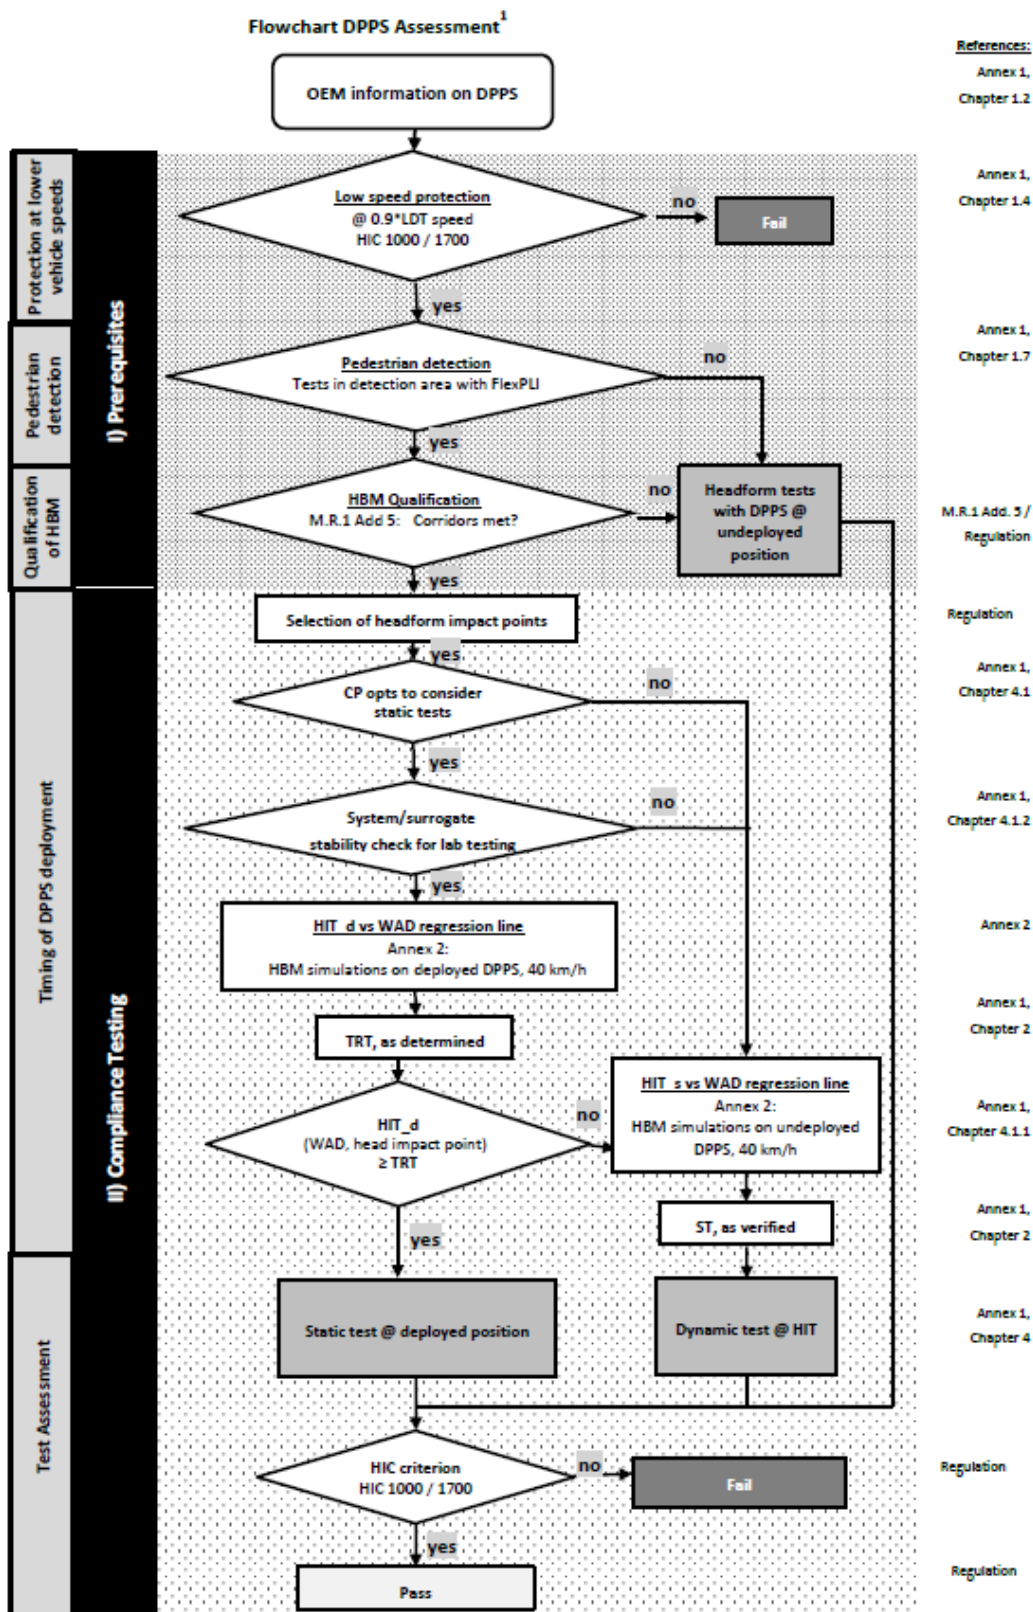 Flowchart DPPS Assessment1
References:
OEM information on DPPS
Annex 1,
Chapter 1.2
Protection at lower
vehicle speeds
I) Prerequisites
Low speed protection
@ 0.9*LDT speed
HIC 1000 / 1700
no
Fail
Annex 1,
Chapter 1.4
yes
Pedestrian
detection
Pedestrian detection
Tests in detection area with FlexPLI
no
Annex 1,
Chapter 1.7
yes
Qualification
of HBM
HBM Qualification
M.R.1 Add 5: Corridors met?
no
Headform tests
with DPPS @
undeployed
position
M.R.1 Add. 5 /
Regulation
yes
Timing of DPPS deployment
II) Compliance Testing
Selection of headform impact points
Regulation
yes
CP opts to consider
static tests
no
Annex 1,
Chapter 4.1
yes
System/surrogate
stability check for lab testing
no
Annex 1,
Chapter 4.1.2
yes
HIT_d vs WAD regression line
Annex 2:
HBM simulations on deployed DPPS, 40 km/h
Annex 2
TRT, as determined
Annex 1,
Chapter 2
HIT_d
(WAD, head impact point)
≥ TRT
no
HIT_s vs WAD regression line
Annex 2:
HBM simulations on undeployed
DPPS, 40 km/h
Annex 1,
Chapter 4.1.1
yes
ST, as verified
Annex 1,
Chapter 2
Test Assessment
Static test @ deployed position
Dynamic test @ HIT
Annex 1,
Chapter 4
HIC criterion
HIC 1000 / 1700
no
Fail
Regulation
yes
Pass
Regulation